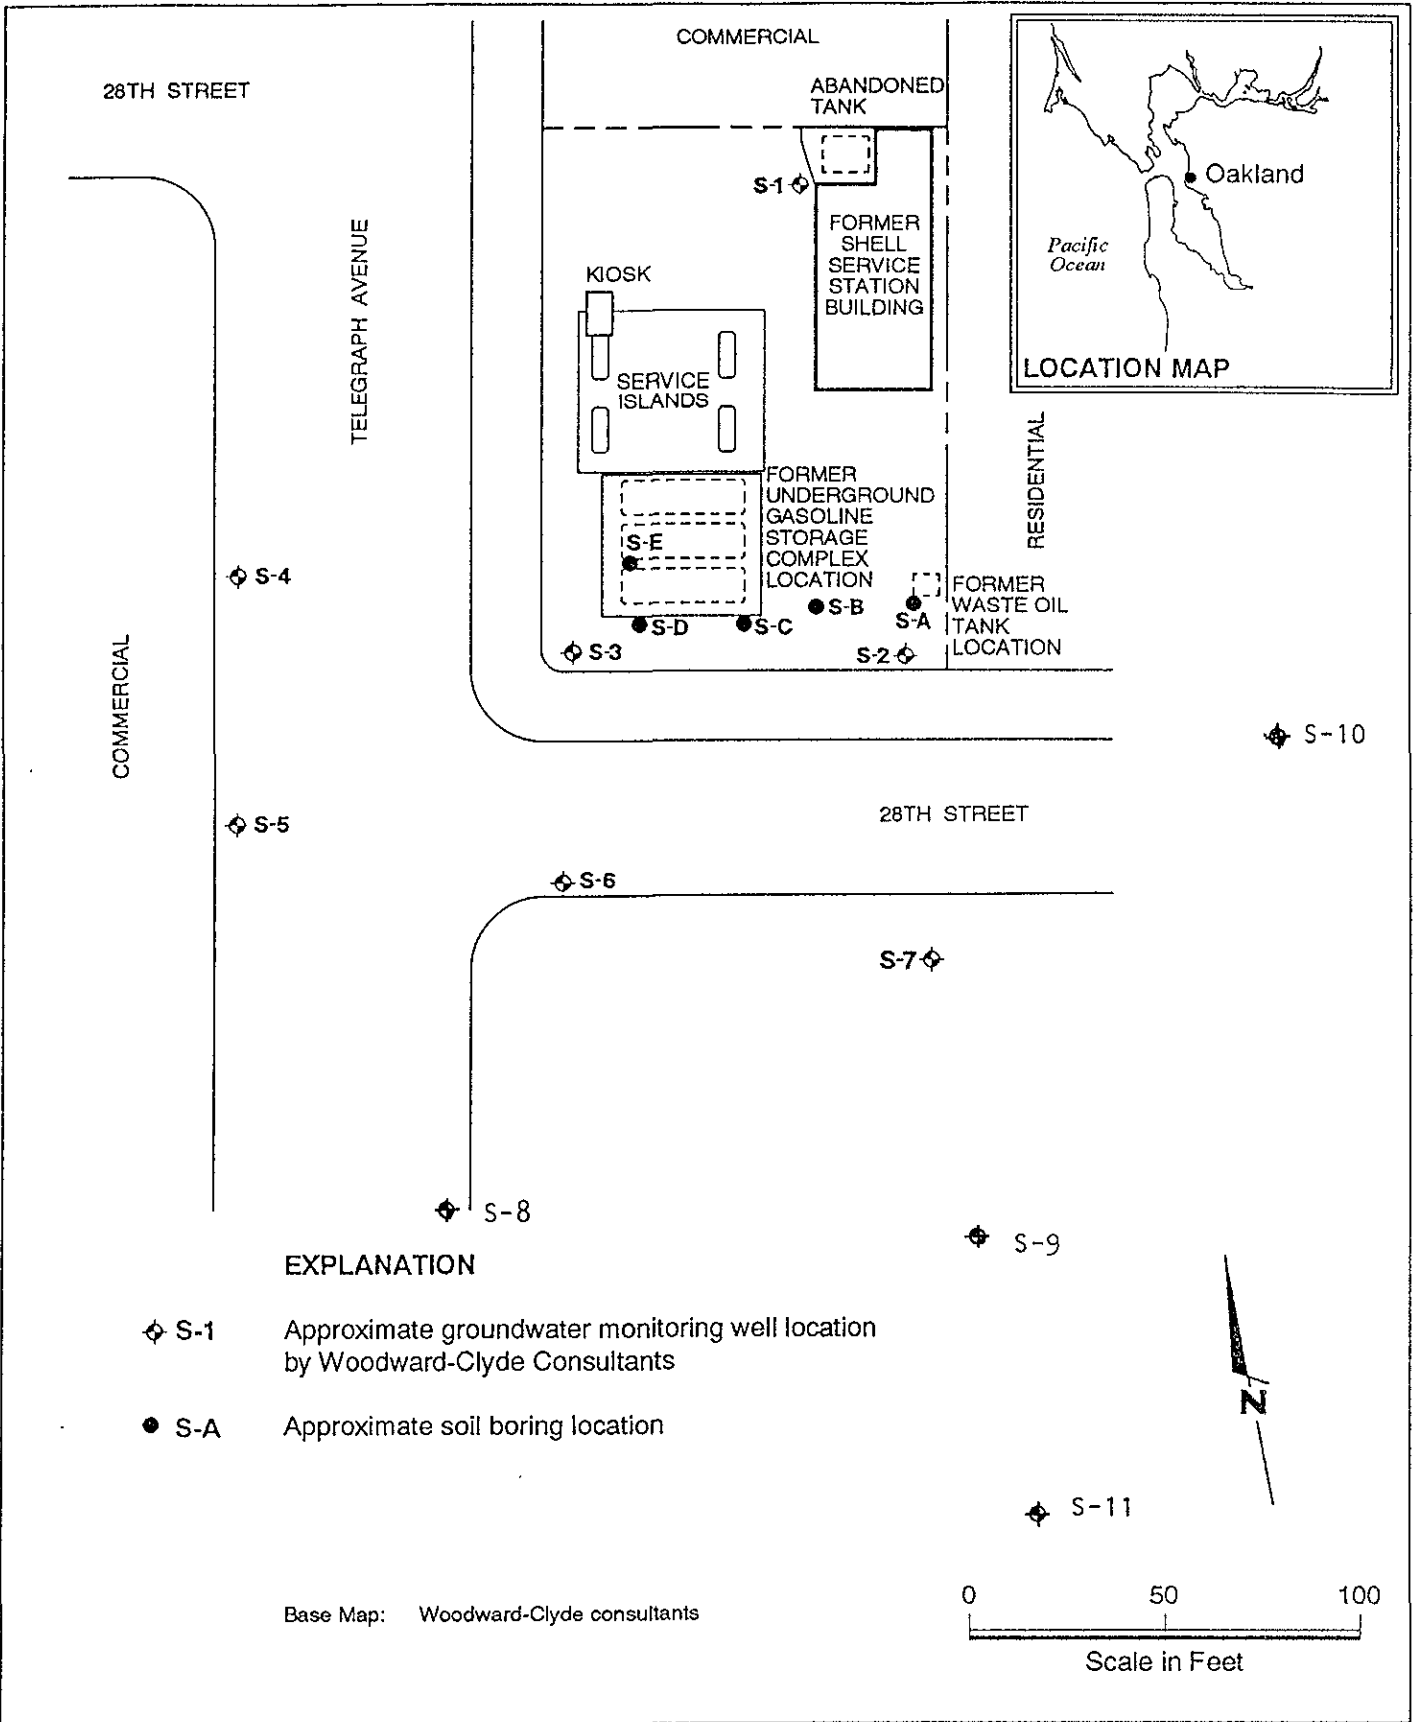 COMMERCIAL
28TH STREET
ABANDONED
TANK
Oakland
S-1
Pacific
Ocean
FORMER
SHELL
SERVICE
STATION
BUILDING
TELEGRAPH AVENUE
KIOSK
LOCATION MAP
SERVICE
ISLANDS
RESIDENTIAL
FORMER
UNDERGROUND
GASOLINE
STORAGE
COMPLEX
LOCATION
S-E
S-4
FORMER
WASTE OIL
TANK
LOCATION
S-B
S-A
S-D
S-C
S-3
S-2
COMMERCIAL
S-10
28TH STREET
S-5
S-6
S-7
S-8
S-9
EXPLANATION
S-1 Approximate groundwater monitoring well location
by Woodward-Clyde Consultants
S-A Approximate soil boring location
N
S-11
Base Map: Woodward-Clyde consultants
0 50 100
Scale in Feet